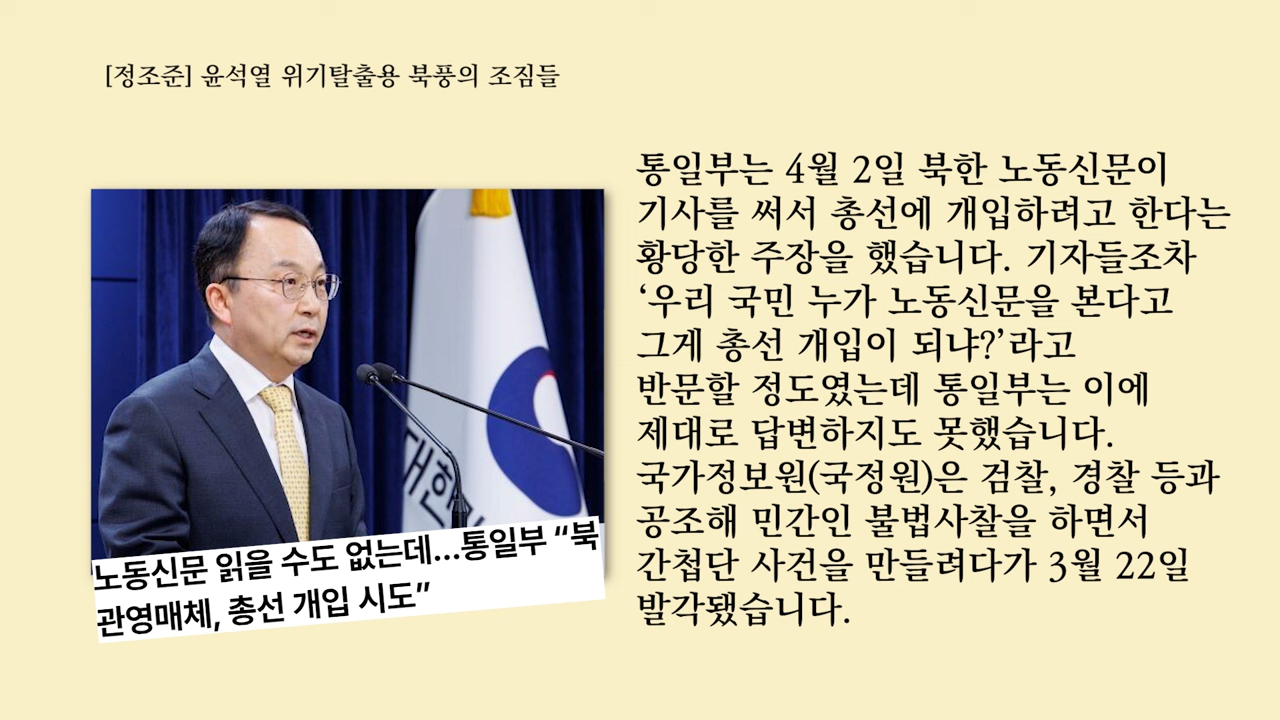 [정조준] 윤석열 위기탈출용 북풍의 조짐들
통일부는 4월 2일 북한 노동신문이
기사를 써서 총선에 개입하려고 한다는
황당한 주장을 했습니다. 기자들조차
‘우리 국민 누가 노동신문을 본다고
그게 총선 개입이 되냐?’라고
반문할 정도였는데 통일부는 이에
제대로 답변하지도 못했습니다.
국가정보원(국정원)은 검찰, 경찰 등과
공조해 민간인 불법사찰을 하면서
간첩단 사건을 만들려다가 3월 22일
발각됐습니다.
대한
노동신문 읽을 수도 없는데...통일부 “북
관영매체, 총선 개입 시도”